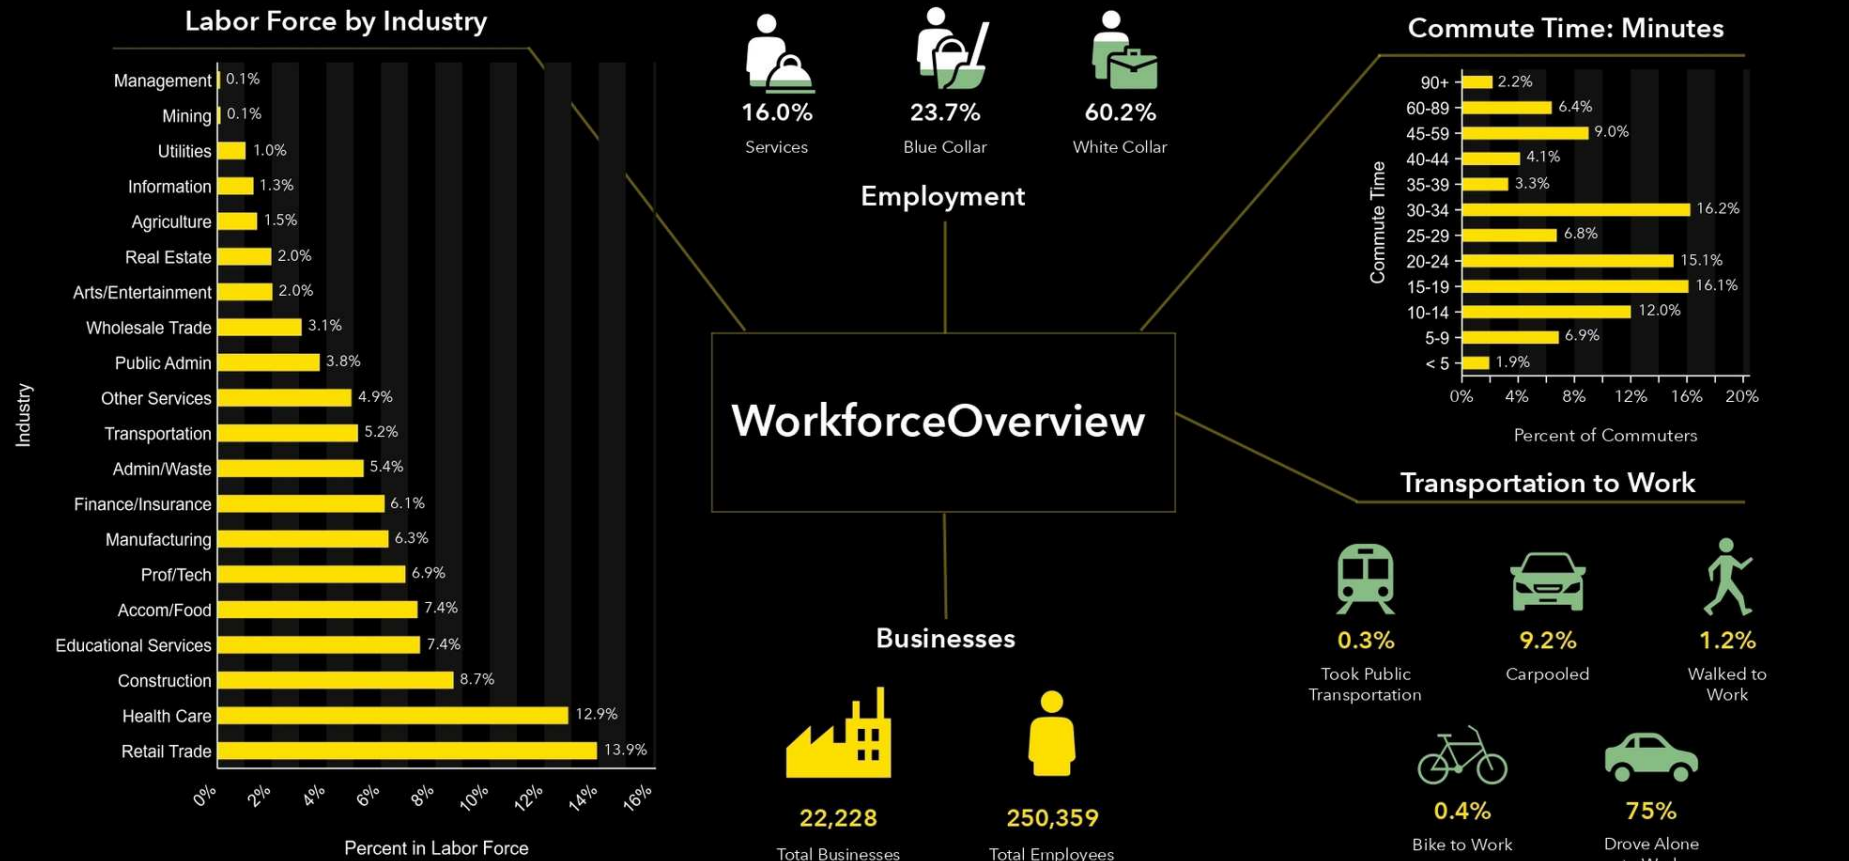 Labor Force by Industry
Industry
Management 0.1%
Mining 0.1%
Utilities 1.0%
Information 1.3%
Agriculture 1.5%
Real Estate 2.0%
Arts/Entertainment 2.0%
Wholesale Trade 3.1%
Public Admin 3.8%
Other Services 4.9%
Transportation 5.2%
Admin/Waste 5.4%
Finance/Insurance 6.1%
Manufacturing 6.3%
Prof/Tech 6.9%
Accom/Food 7.4%
Educational Services 7.4%
Construction 8.7%
Health Care 12.9%
Retail Trade 13.9%
0% 2% 4% 6% 8% 10% 12% 14% 16%
Percent in Labor Force
16.0% 23.7% 60.2%
Services Blue Collar White Collar
Employment
WorkforceOverview
Businesses
22,228 250,359
Total Businesses Total Employees
Commute Time: Minutes
Commute Time
90+ 2.2%
60-89 6.4%
45-59 9.0%
40-44 4.1%
35-39 3.3%
30-34 16.2%
25-29 6.8%
20-24 15.1%
15-19 16.1%
10-14 12.0%
5-9 6.9%
< 5 1.9%
0% 4% 8% 12% 16% 20%
Percent of Commuters
Transportation to Work
0.3% 9.2% 1.2%
Took Public Carpooled Walked to
Transportation Work
0.4% 75%
Bike to Work Drove Alone